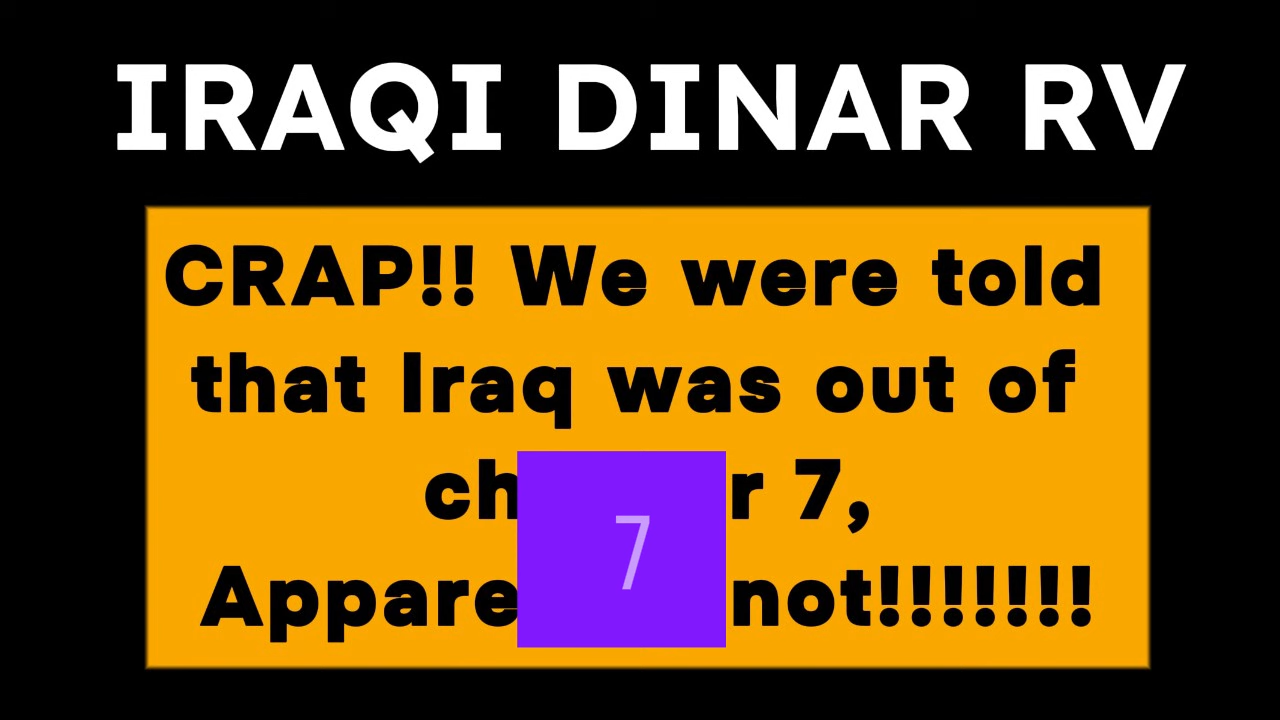 IRAQI DINAR RV
CRAP!! We were told
that Iraq was out of
7,
7
not!!!!!!!